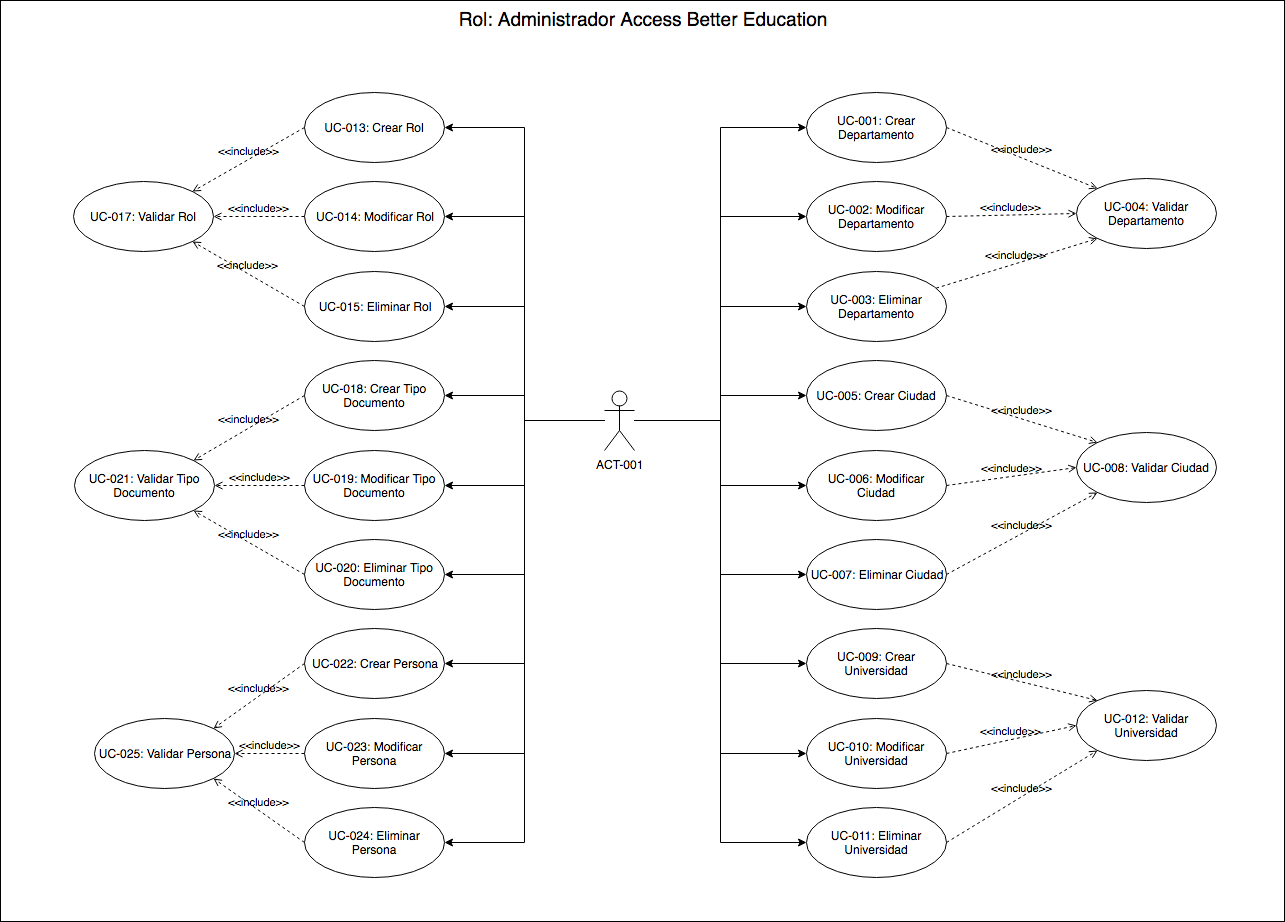 Rol: Administrador Access Better Education
UC-013: Crear Rol
<<include>>
UC-017: Validar Rol
<<include>>
UC-014: Modificar Rol
<<include>>
UC-015: Eliminar Rol
UC-018: Crear Tipo
Documento
<<include>>
UC-021: Validar Tipo
Documento
<<include>>
UC-019: Modificar Tipo
Documento
<<include>>
UC-020: Eliminar Tipo
Documento
UC-022: Crear Persona
<<include>>
UC-025: Validar Persona
<<include>>
UC-023: Modificar
Persona
<<include>>
UC-024: Eliminar
Persona
ACT-001
UC-001: Crear
Departamento
<<include>>
UC-002: Modificar
Departamento
<<include>>
UC-004: Validar
Departamento
<<include>>
UC-003: Eliminar
Departamento
UC-005: Crear Ciudad
<<include>>
UC-006: Modificar
Ciudad
<<include>>
UC-008: Validar Ciudad
<<include>>
UC-007: Eliminar Ciudad
UC-009: Crear
Universidad
<<include>>
UC-010: Modificar
Universidad
<<include>>
UC-012: Validar
Universidad
<<include>>
UC-011: Eliminar
Universidad